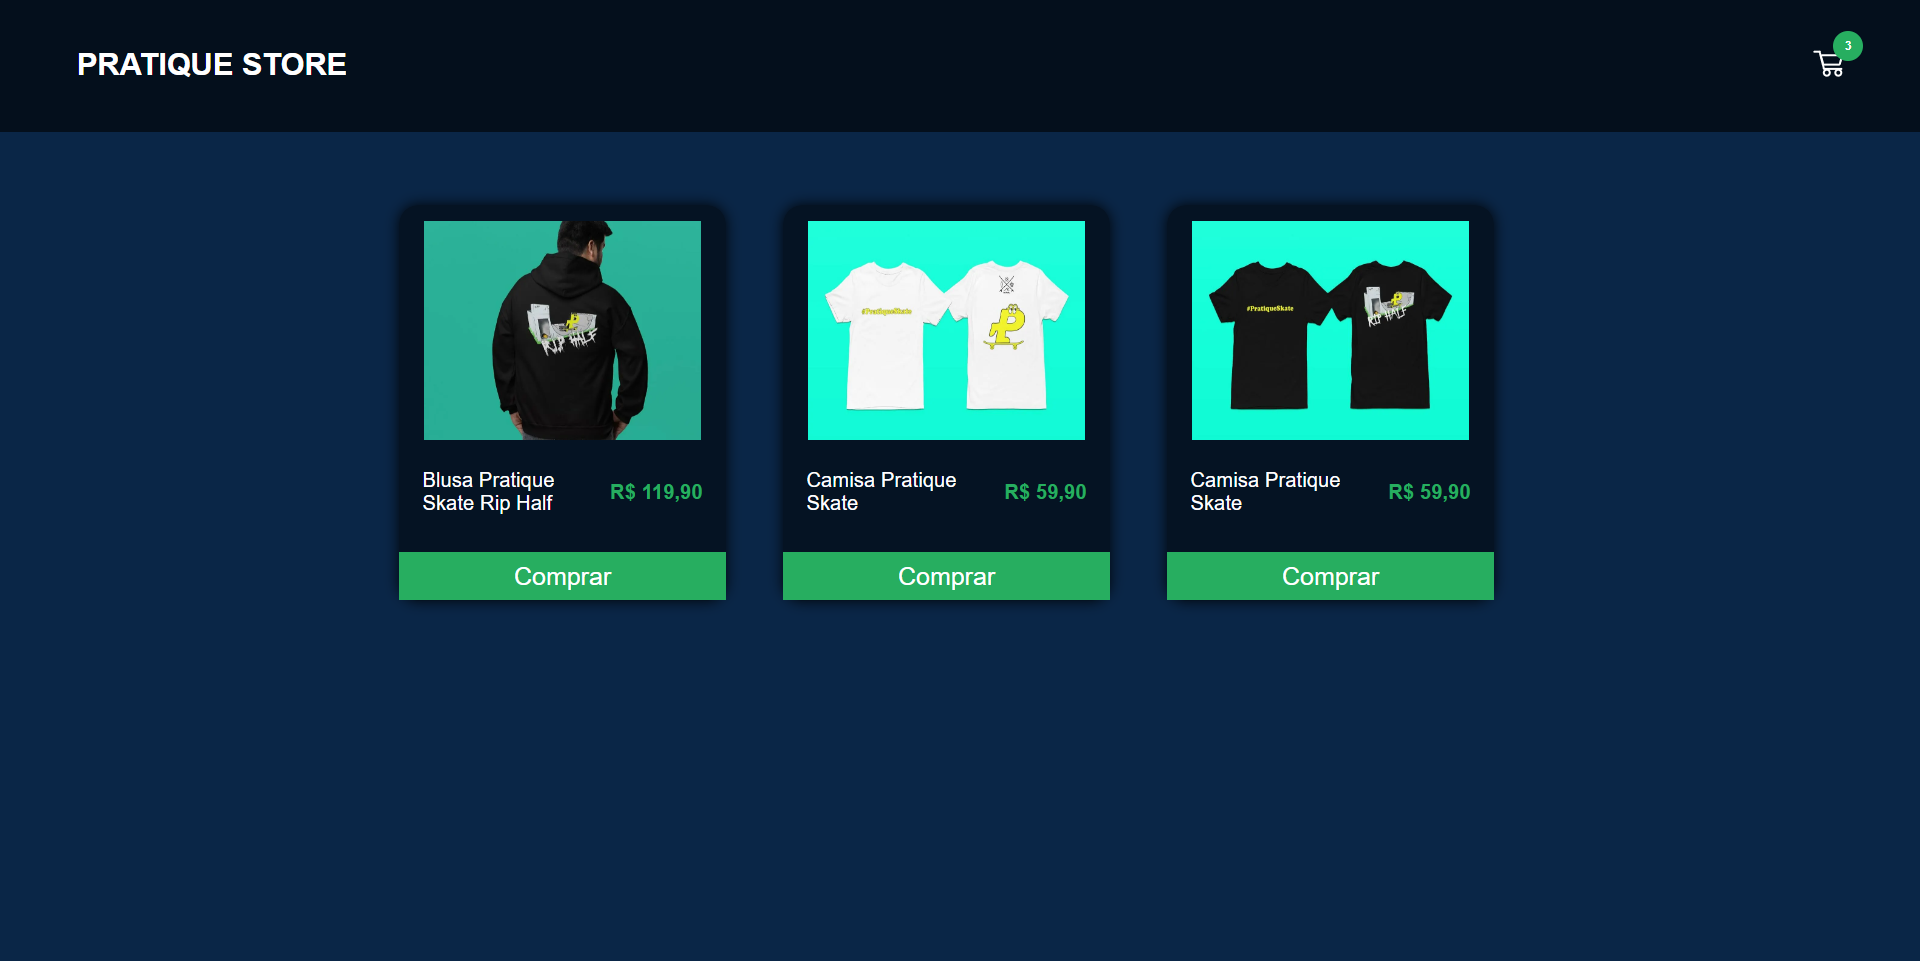 PRATIQUE STORE
3
RIP HALF
#PratiqueSkate
#PratiqueSkate
RIP HALF
Blusa Pratique
Skate Rip Half
R$ 119,90
Camisa Pratique
Skate
R$ 59,90
Camisa Pratique
Skate
R$ 59,90
Comprar
Comprar
Comprar